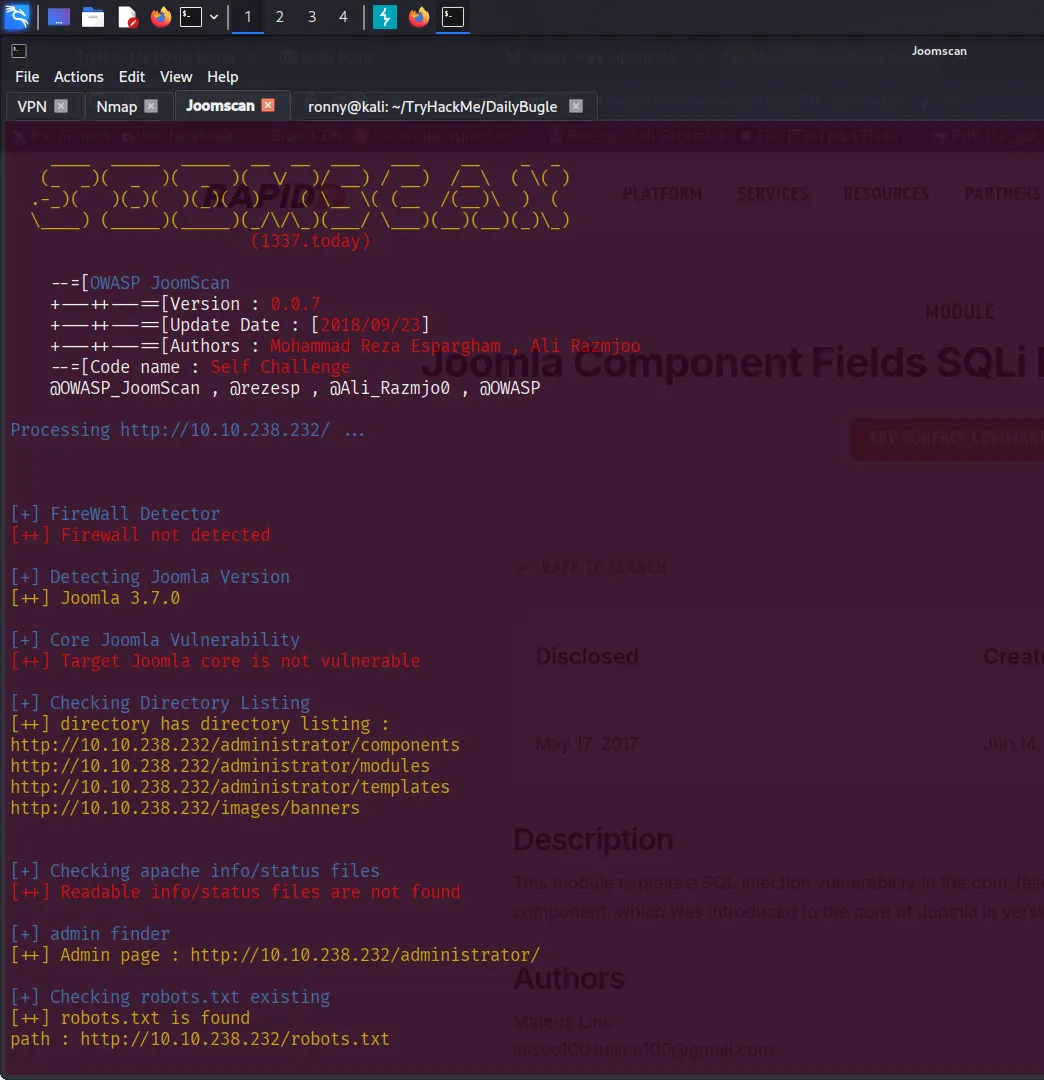 1 2 3 4
Joomscan
File Actions Edit View Help
VPN Nmap Joomscan ronny@kali: ~/TryHackMe/DailyBugle
JOOMSCAN
RAPID
PLATFORM SERVICES RESOURCES PARTNERS
(1337.today)
--=[OWASP JoomScan
+---++---==[Version : 0.0.7
+---++---==[Update Date : [2018/09/23]
+---++---==[Authors : Mohammad Reza Espargham , Ali Razmjoo
--=[Code name : Self Challenge
@OWASP_JoomScan , @rezesp , @Ali_Razmjo0 , @OWASP
MODULE
Joomla Component Fields SQLi
TRY SURFACE COMMAN
Processing http://10.10.238.232/ ...
[+] FireWall Detector
[++] Firewall not detected
BACK TO SEARCH
[+] Detecting Joomla Version
[++] Joomla 3.7.0
[+] Core Joomla Vulnerability
[++] Target Joomla core is not vulnerable
Disclosed Create
May 17, 2017 Jun 14,
[+] Checking Directory Listing
[++] directory has directory listing :
http://10.10.238.232/administrator/components
http://10.10.238.232/administrator/modules
http://10.10.238.232/administrator/templates
http://10.10.238.232/images/banners
Description
This module exploits a SQL injection vulnerability in the com_field
component, which was introduced to the core of Joomla in versi
[+] Checking apache info/status files
[++] Readable info/status files are not found
[+] admin finder
[++] Admin page : http://10.10.238.232/administrator/
Authors
Mateus Lino
[+] Checking robots.txt existing
[++] robots.txt is found
path : http://10.10.238.232/robots.txt